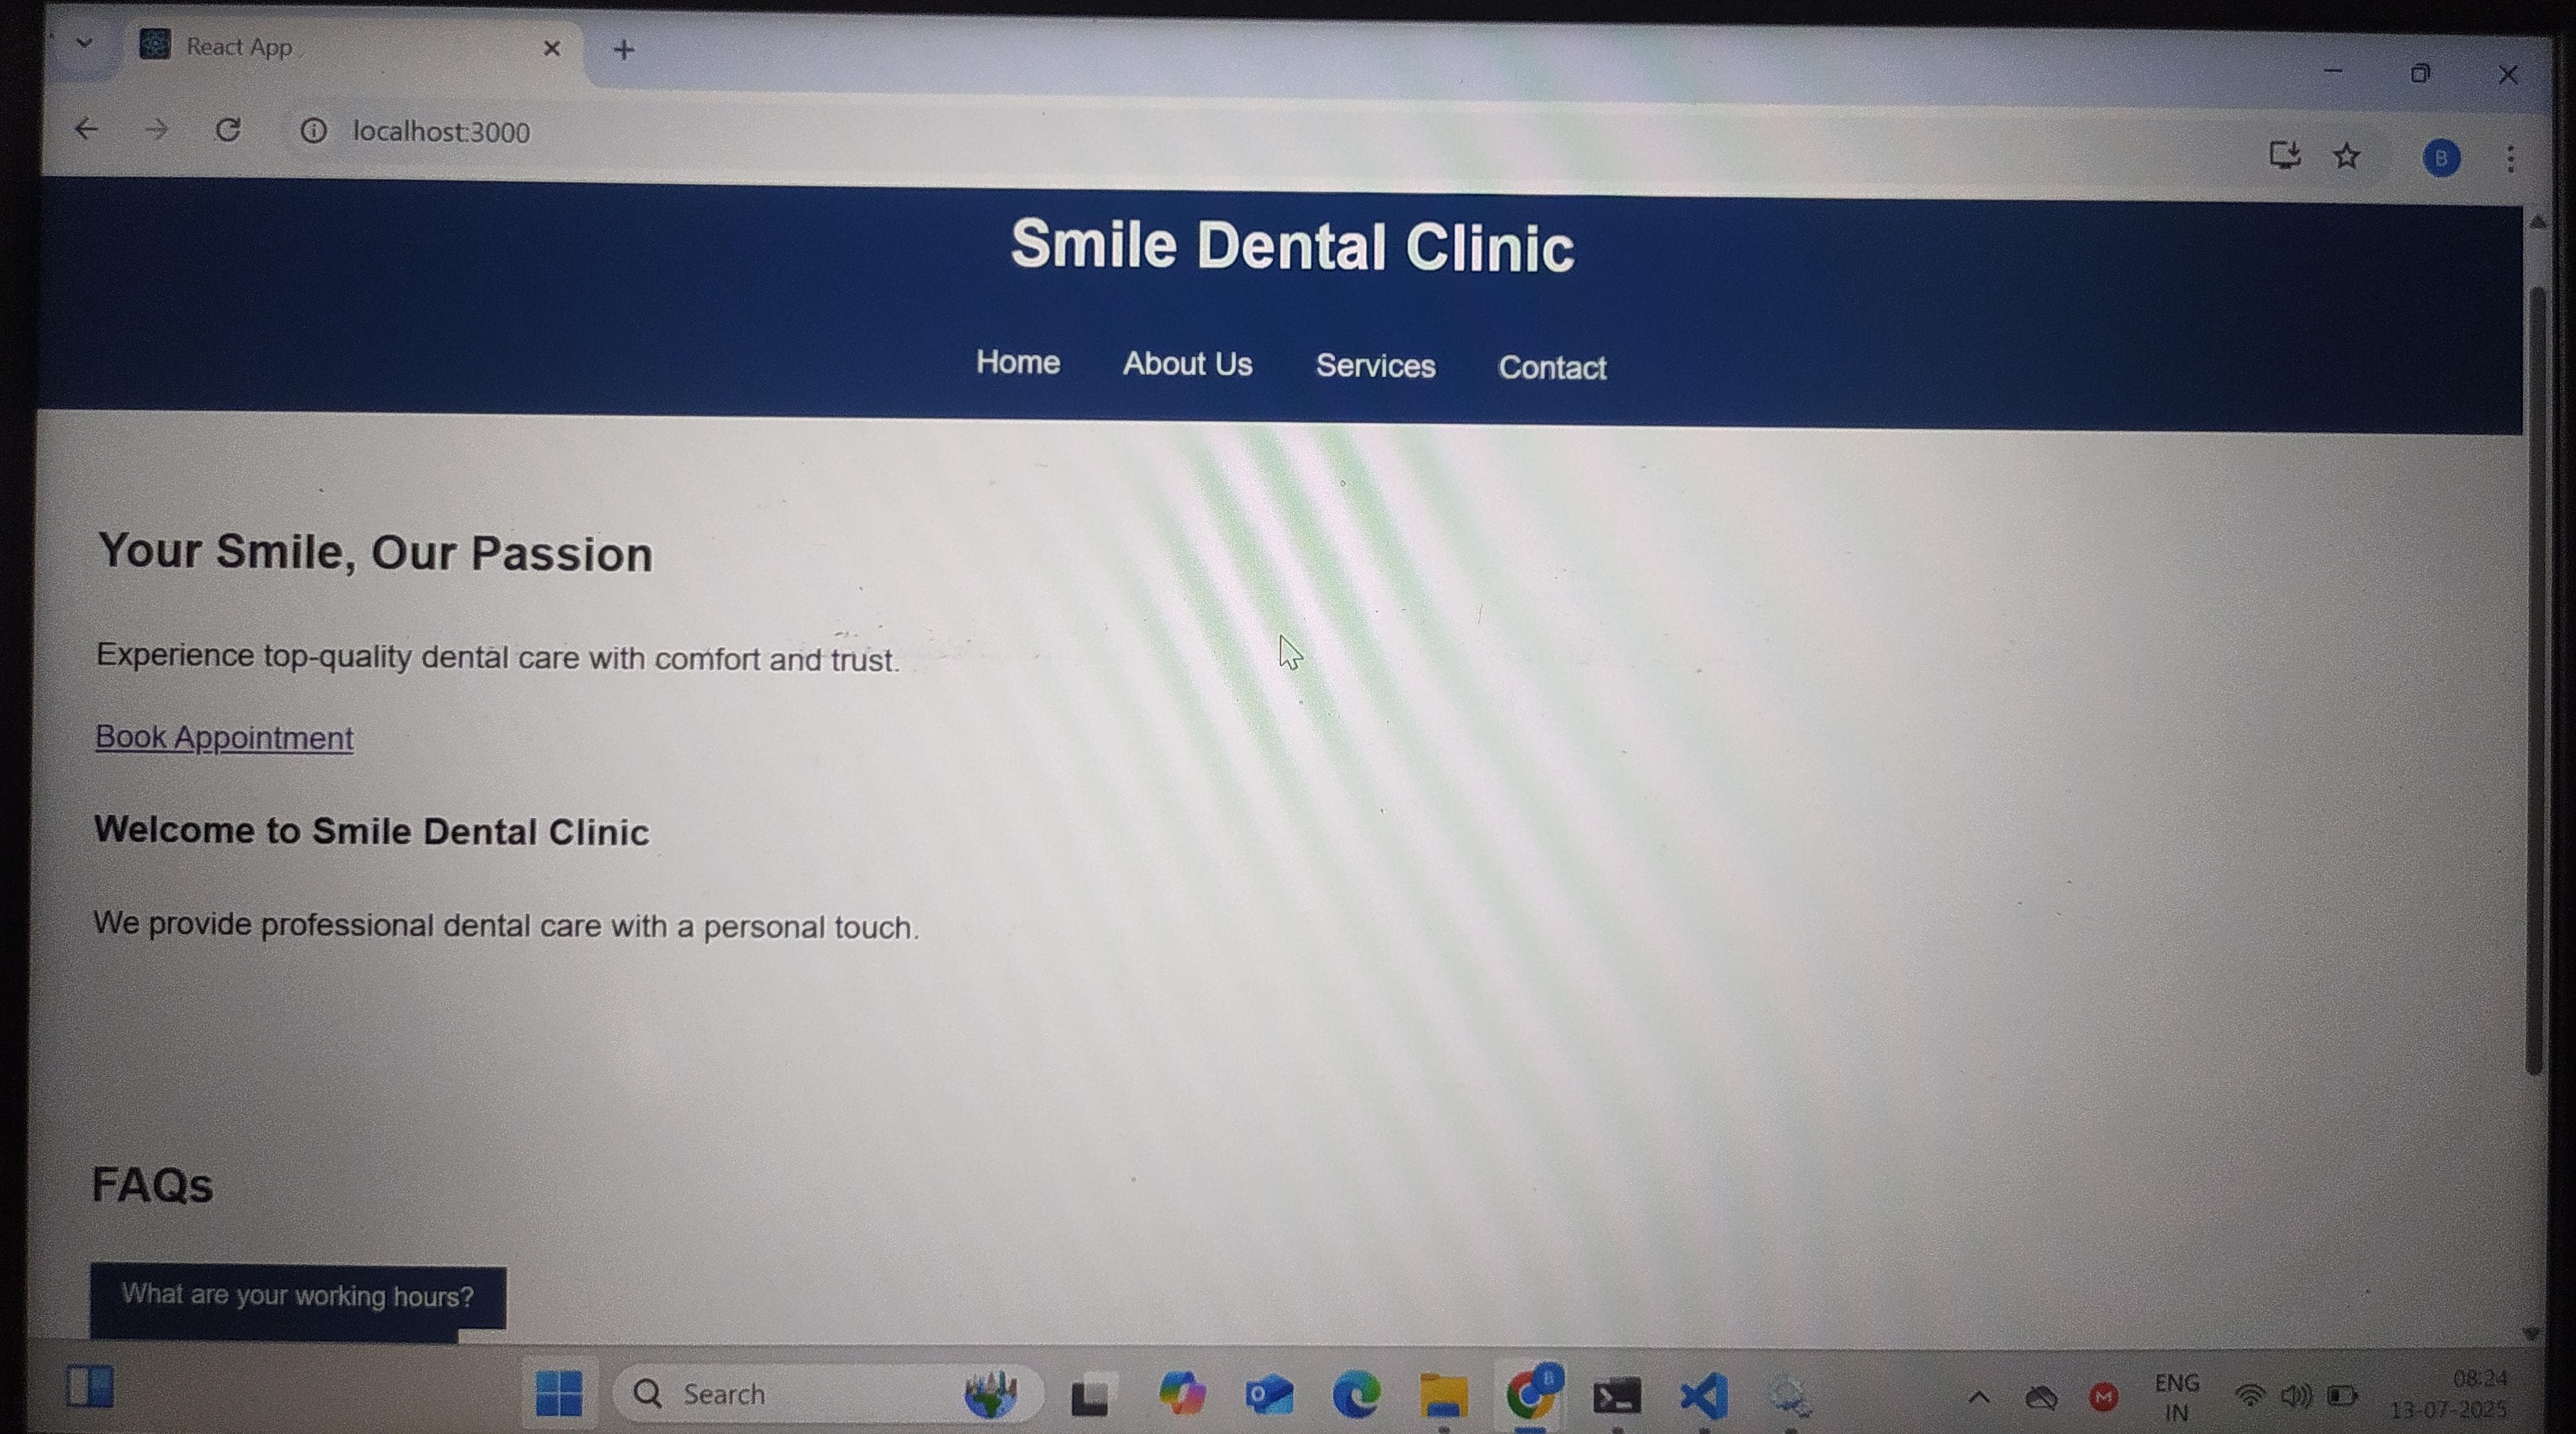 React App
localhost:3000
B
Smile Dental Clinic
Home About Us Services Contact
Your Smile, Our Passion
Experience top-quality dental care with comfort and trust.
Book Appointment
Welcome to Smile Dental Clinic
We provide professional dental care with a personal touch.
FAQs
What are your working hours?
Search
B
M
ENG
IN
08:24
13-07-2025